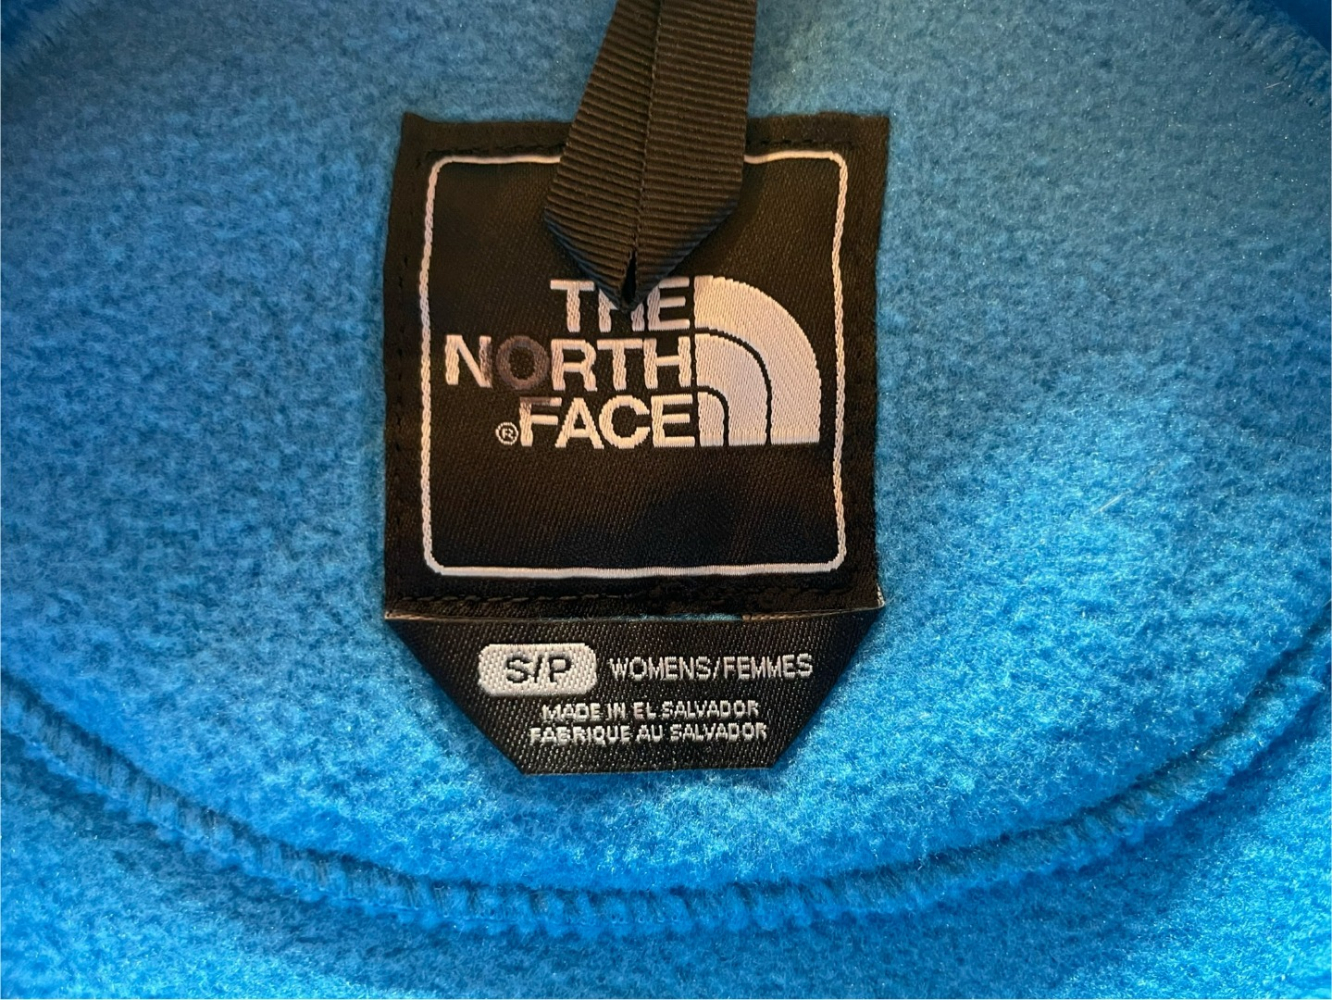 THE
NORTH
®FACE
S/P WOMENS/FEMMES
MADE IN EL SALVADOR
FABRIQUE AU SALVADOR